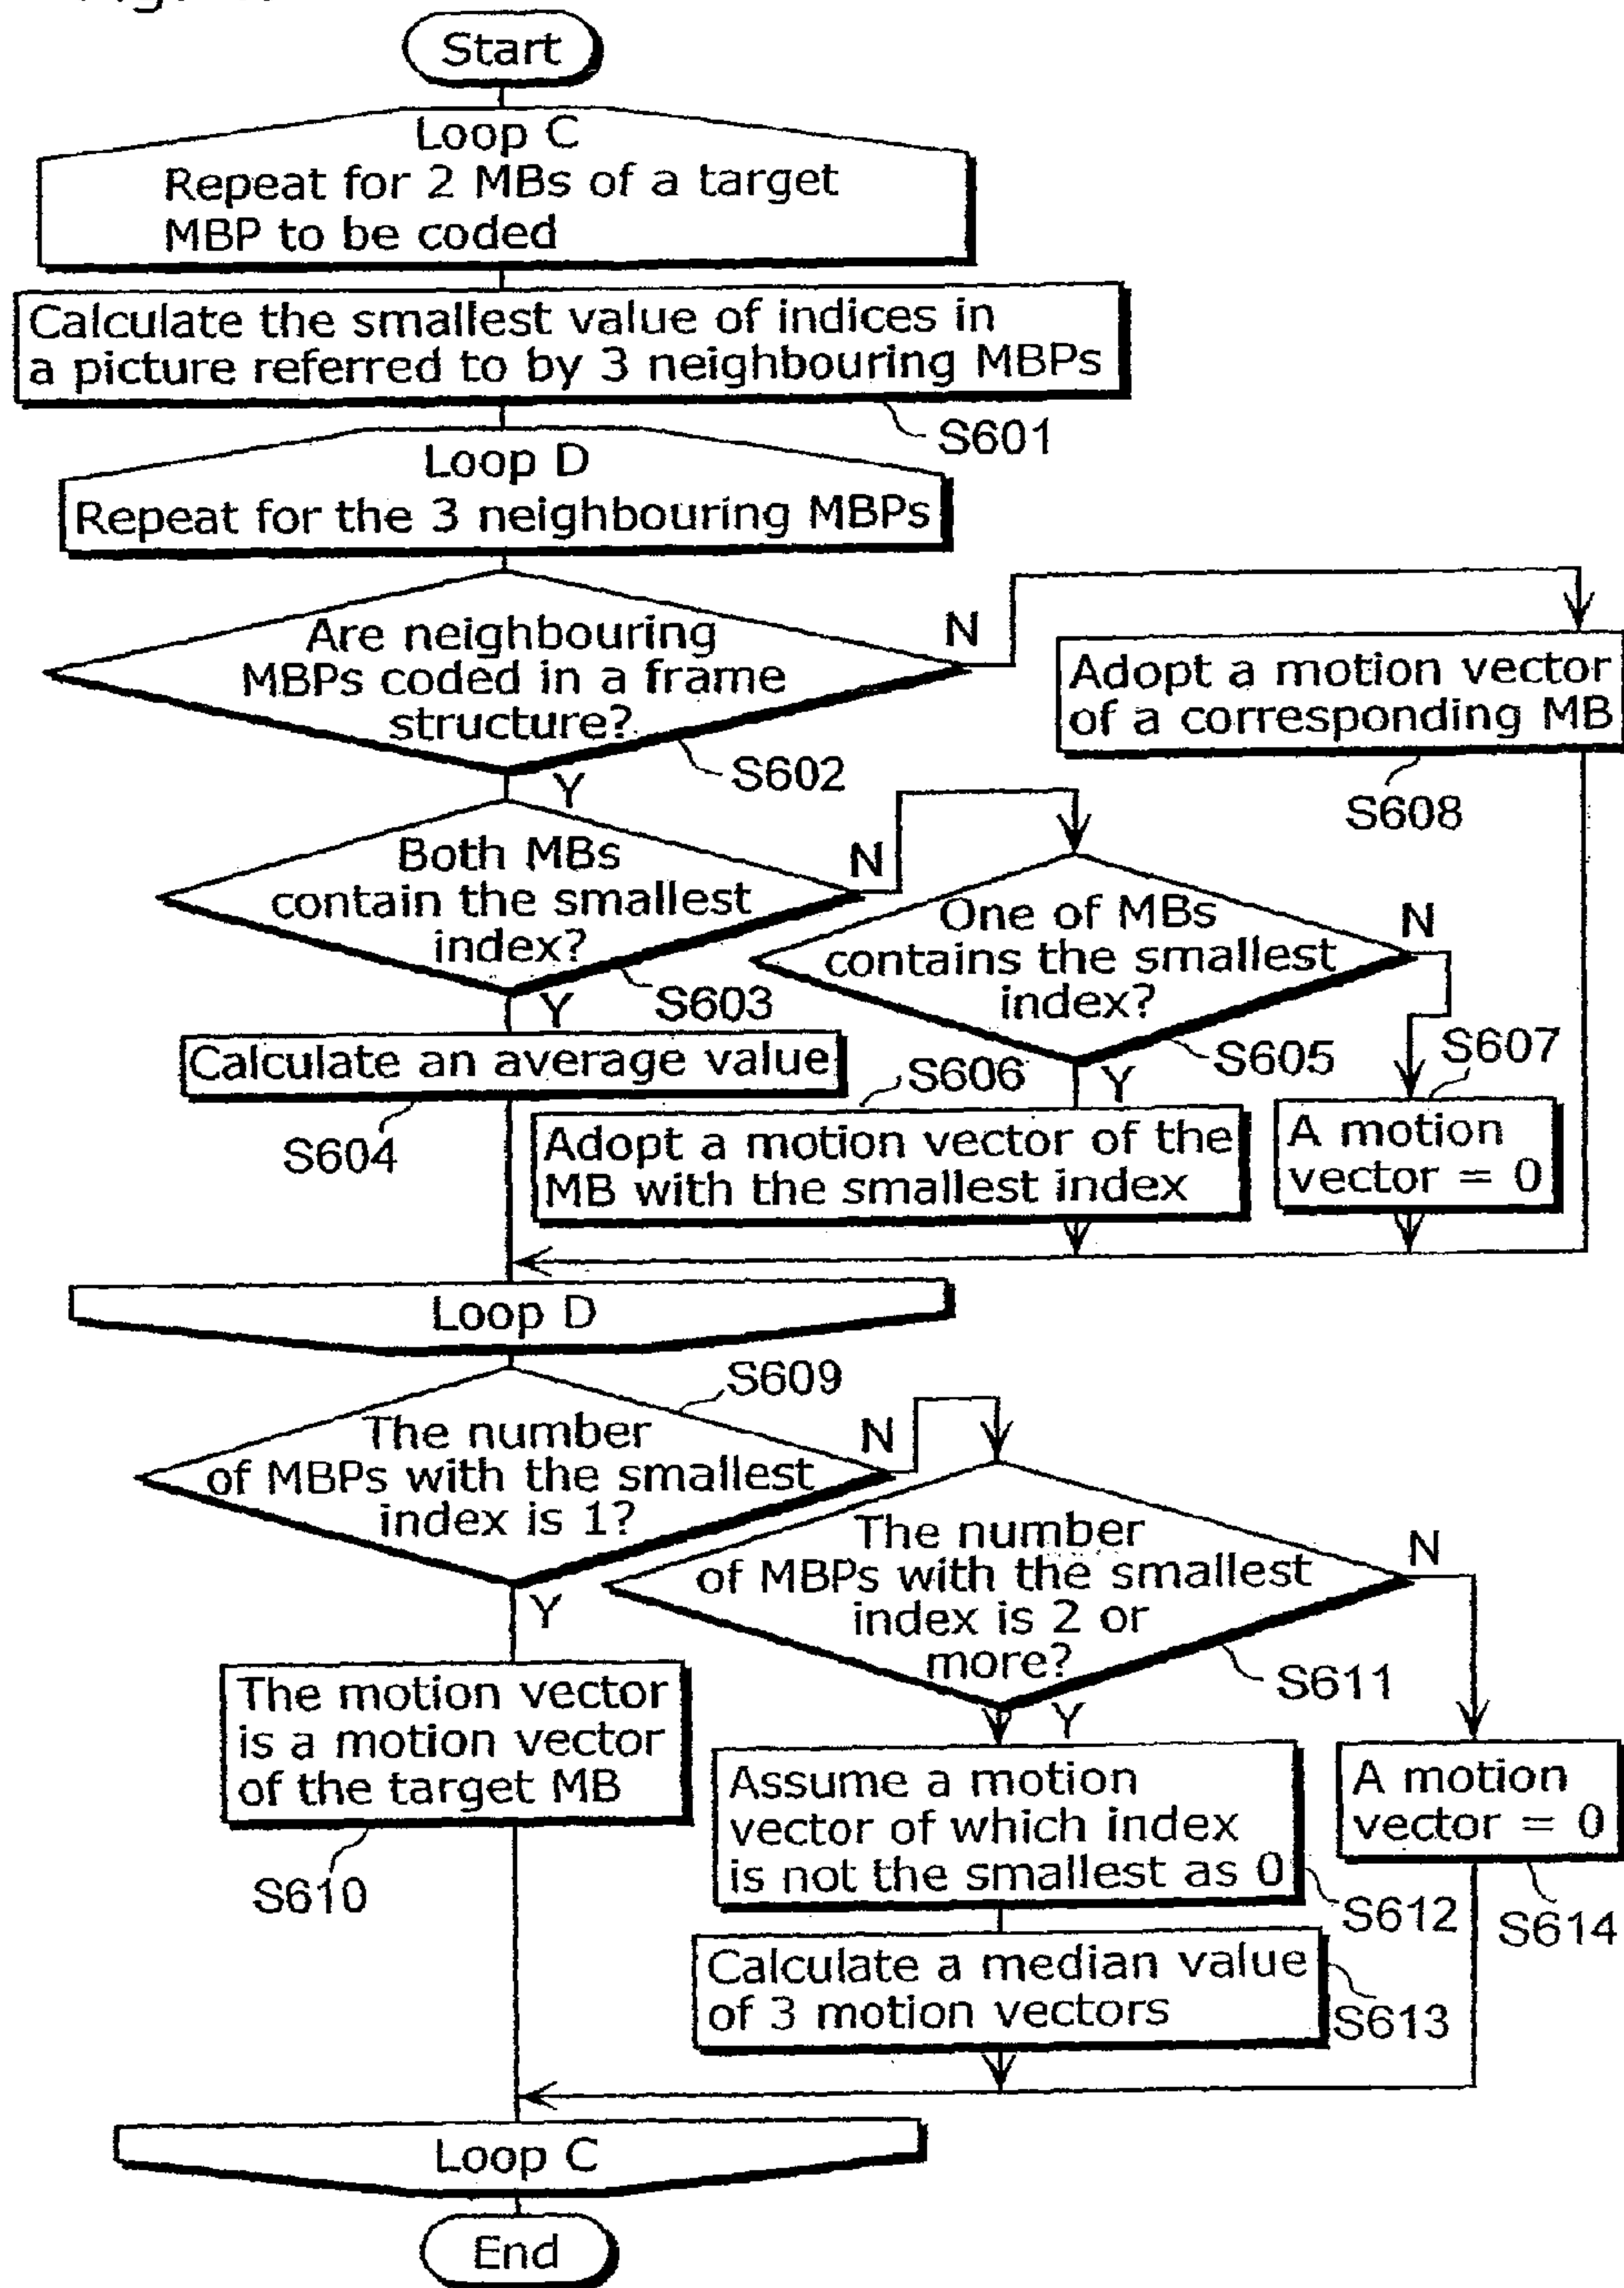 Start
Loop C
Repeat for 2 MBs of a target
MBP to be coded
Calculate the smallest value of indices in
a picture referred to by 3 neighbouring MBPs
S601
Loop D
Repeat for the 3 neighbouring MBPs
Are neighbouring
MBPs coded in a frame
structure?
N
S602
Y
Adopt a motion vector
of a corresponding MB
S608
Both MBs
contain the smallest
index?
N
S603
Y
One of MBs
contains the smallest
index?
N
S605
Y
Calculate an average value
S604
S606
Adopt a motion vector of the
MB with the smallest index
S607
A motion
vector = 0
Loop D
S609
The number
of MBPs with the smallest
index is 1?
N
Y
The number
of MBPs with the smallest
index is 2 or
more?
N
S611
Y
The motion vector
is a motion vector
of the target MB
S610
Assume a motion
vector of which index
is not the smallest as 0
S612
A motion
vector = 0
S614
Calculate a median value
of 3 motion vectors
S613
Loop C
End